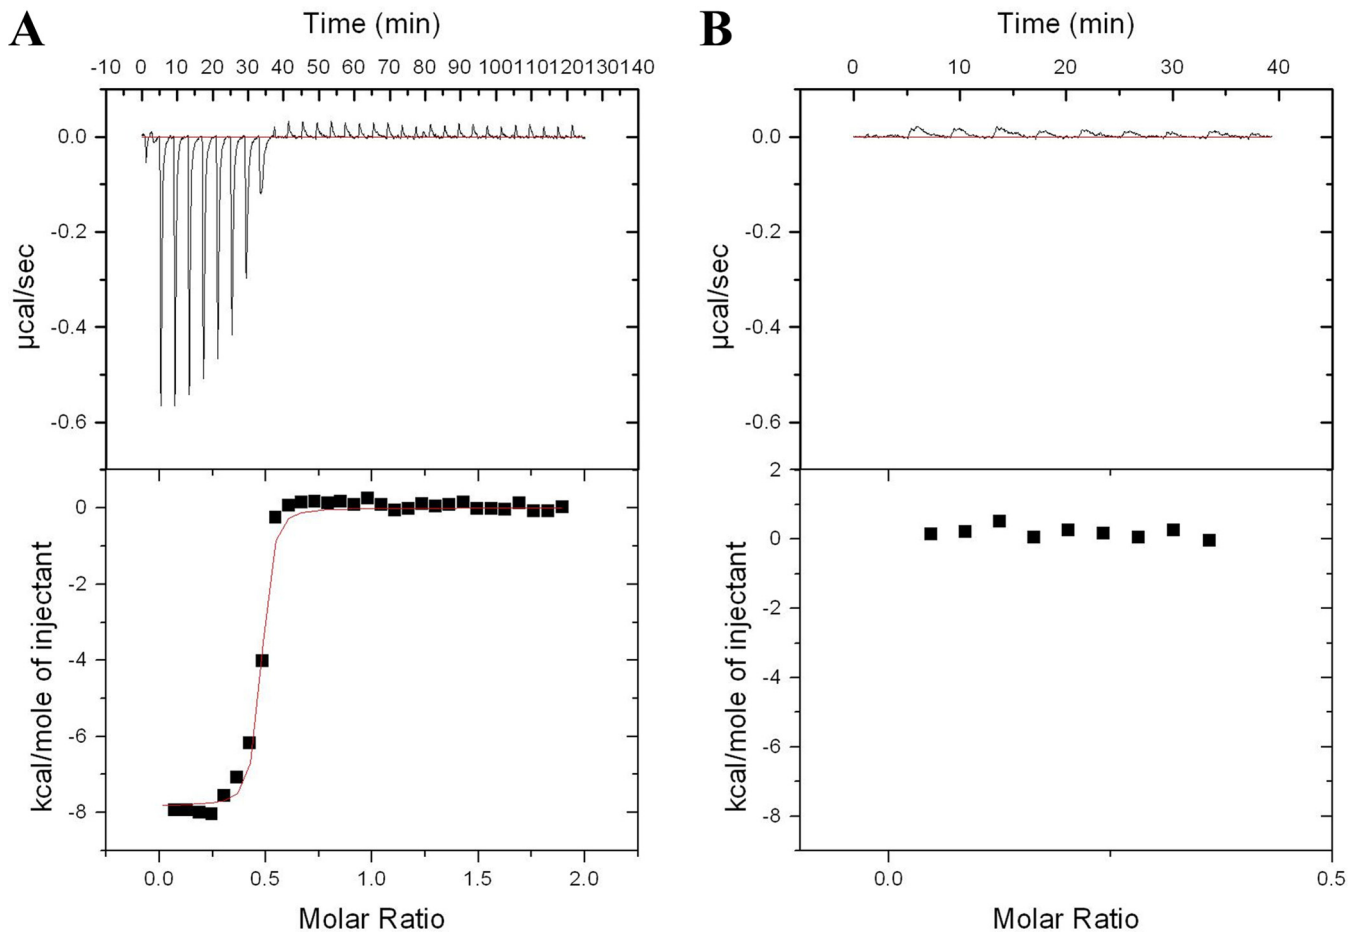 A
Time (min)
-10 0 10 20 30 40 50 60 70 80 90 100 110 120 130 140
0.0
-0.2
-0.4
-0.6
µcal/sec
0
-2
-4
-6
-8
kcal/mole of injectant
0.0 0.5 1.0 1.5 2.0
Molar Ratio
B
Time (min)
0 10 20 30 40
0.0
-0.2
-0.4
-0.6
µcal/sec
2
0
-2
-4
-6
-8
kcal/mole of injectant
0.0 0.5
Molar Ratio